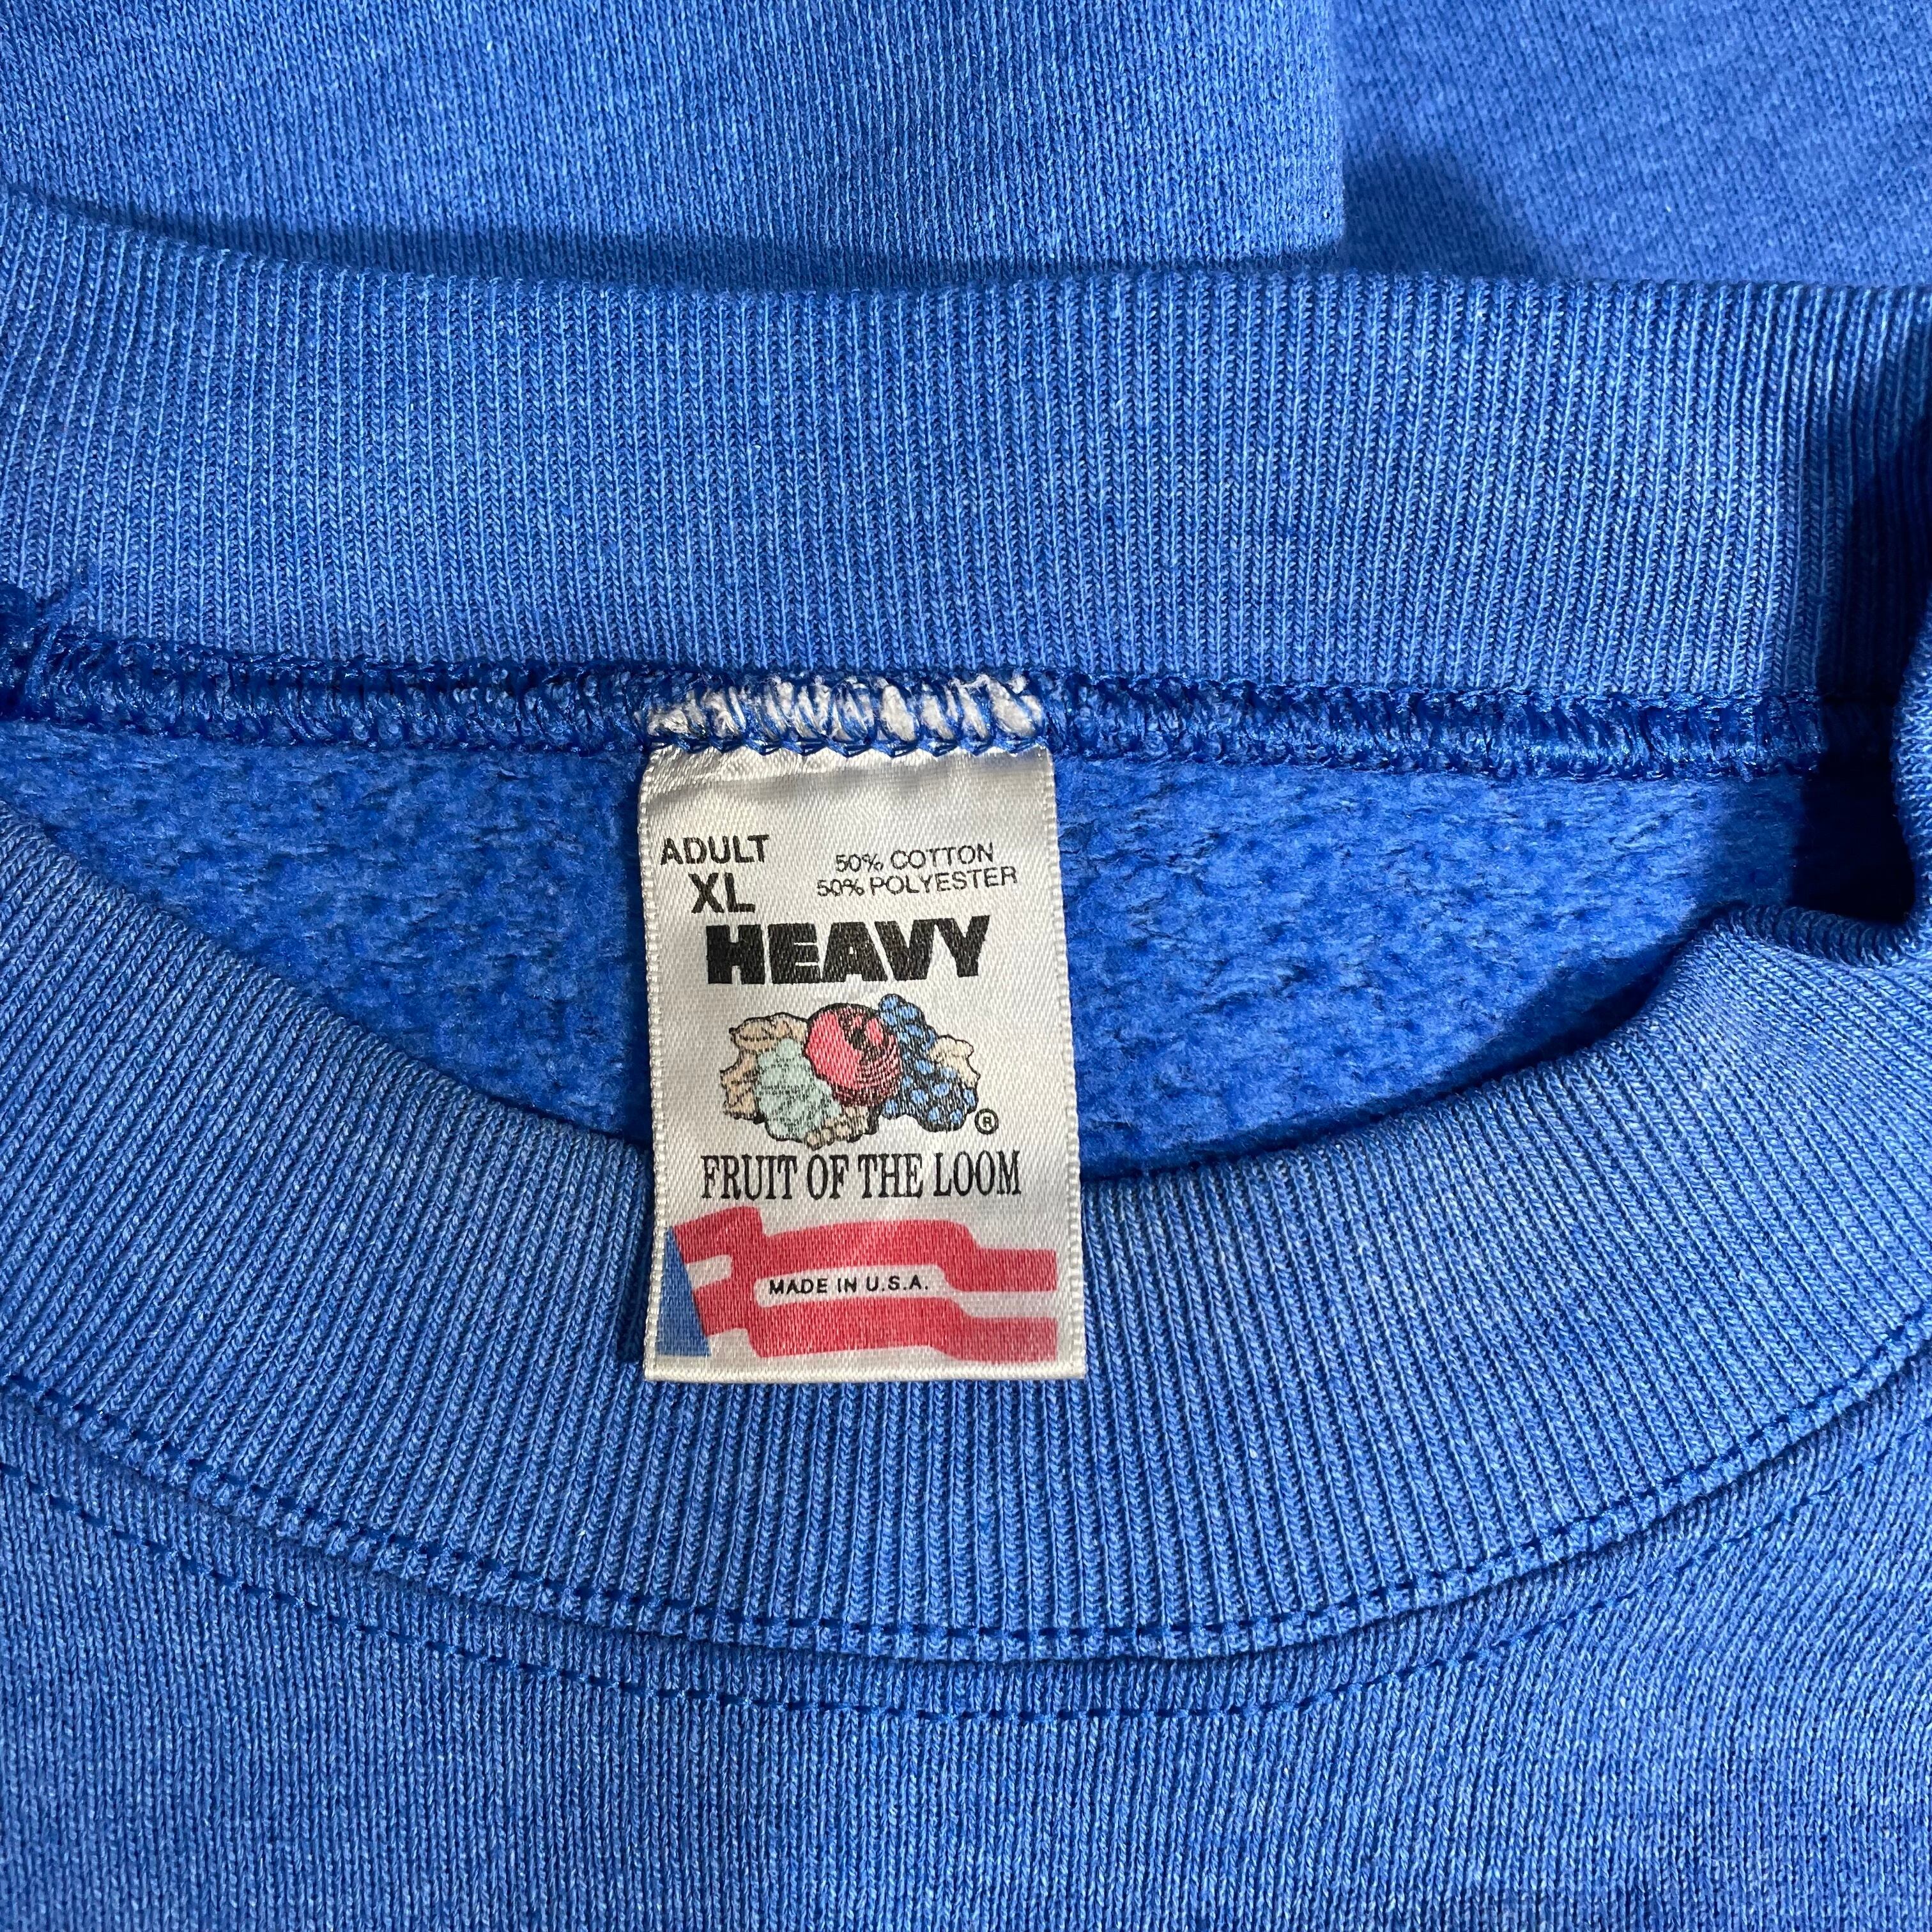 ADULT
XL
50% COTTON
50% POLYESTER
HEAVY
®
FRUIT OF THE LOOM
MADE IN U.S.A.